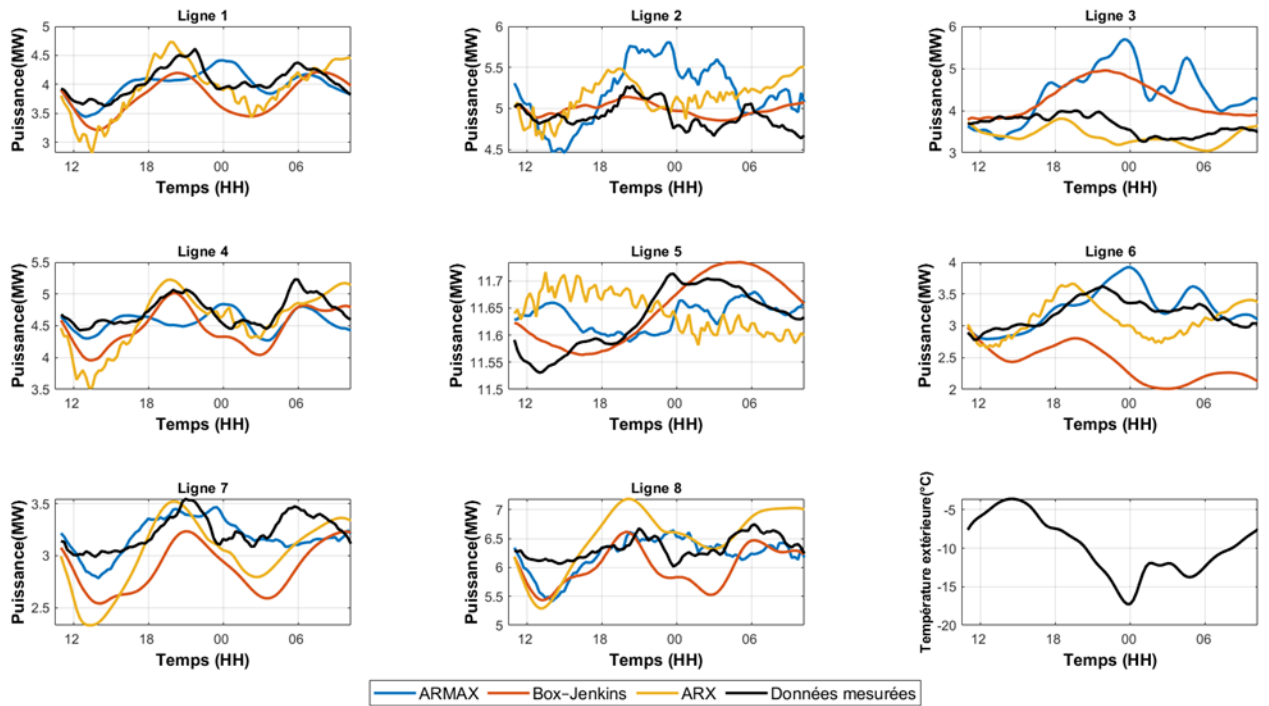 Ligne 1
Puissance(MW)
5
4.5
4
3.5
3
12 18 00 06
Temps (HH)
Ligne 2
Puissance(MW)
6
5.5
5
4.5
12 18 00 06
Temps (HH)
Ligne 3
Puissance(MW)
6
5
4
3
12 18 00 06
Temps (HH)
Ligne 4
Puissance(MW)
5.5
5
4.5
4
3.5
12 18 00 06
Temps (HH)
Ligne 5
Puissance(MW)
11.7
11.65
11.6
11.55
11.5
12 18 00 06
Temps (HH)
Ligne 6
Puissance(MW)
4
3.5
3
2.5
2
12 18 00 06
Temps (HH)
Ligne 7
Puissance(MW)
3.5
3
2.5
12 18 00 06
Temps (HH)
Ligne 8
Puissance(MW)
7
6.5
6
5.5
5
12 18 00 06
Temps (HH)
Température extérieure(°C)
-5
-10
-15
-20
12 18 00 06
Temps (HH)
ARMAX Box-Jenkins ARX Données mesurées